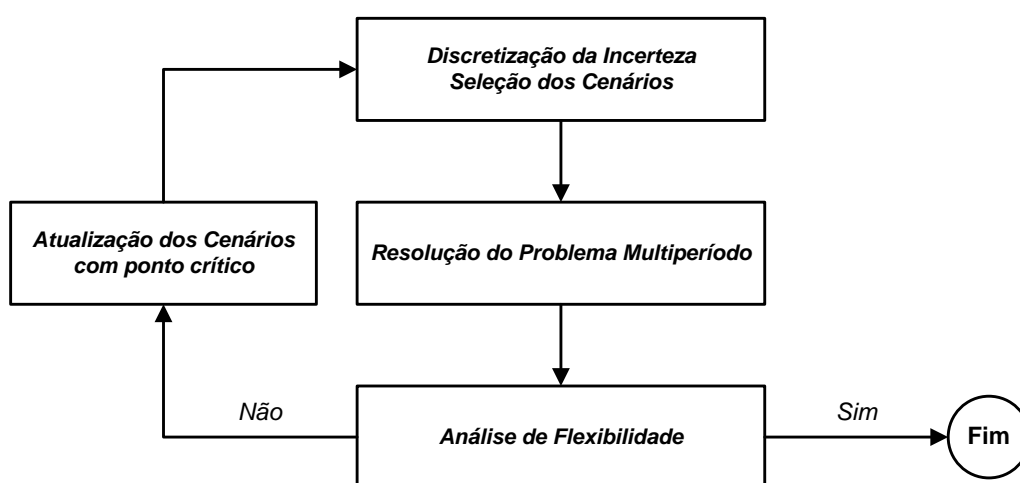 Discretização da Incerteza
Seleção dos Cenários
Atualização dos Cenários
com ponto crítico
Resolução do Problema Multiperíodo
Não
Análise de Flexibilidade
Sim
Fim